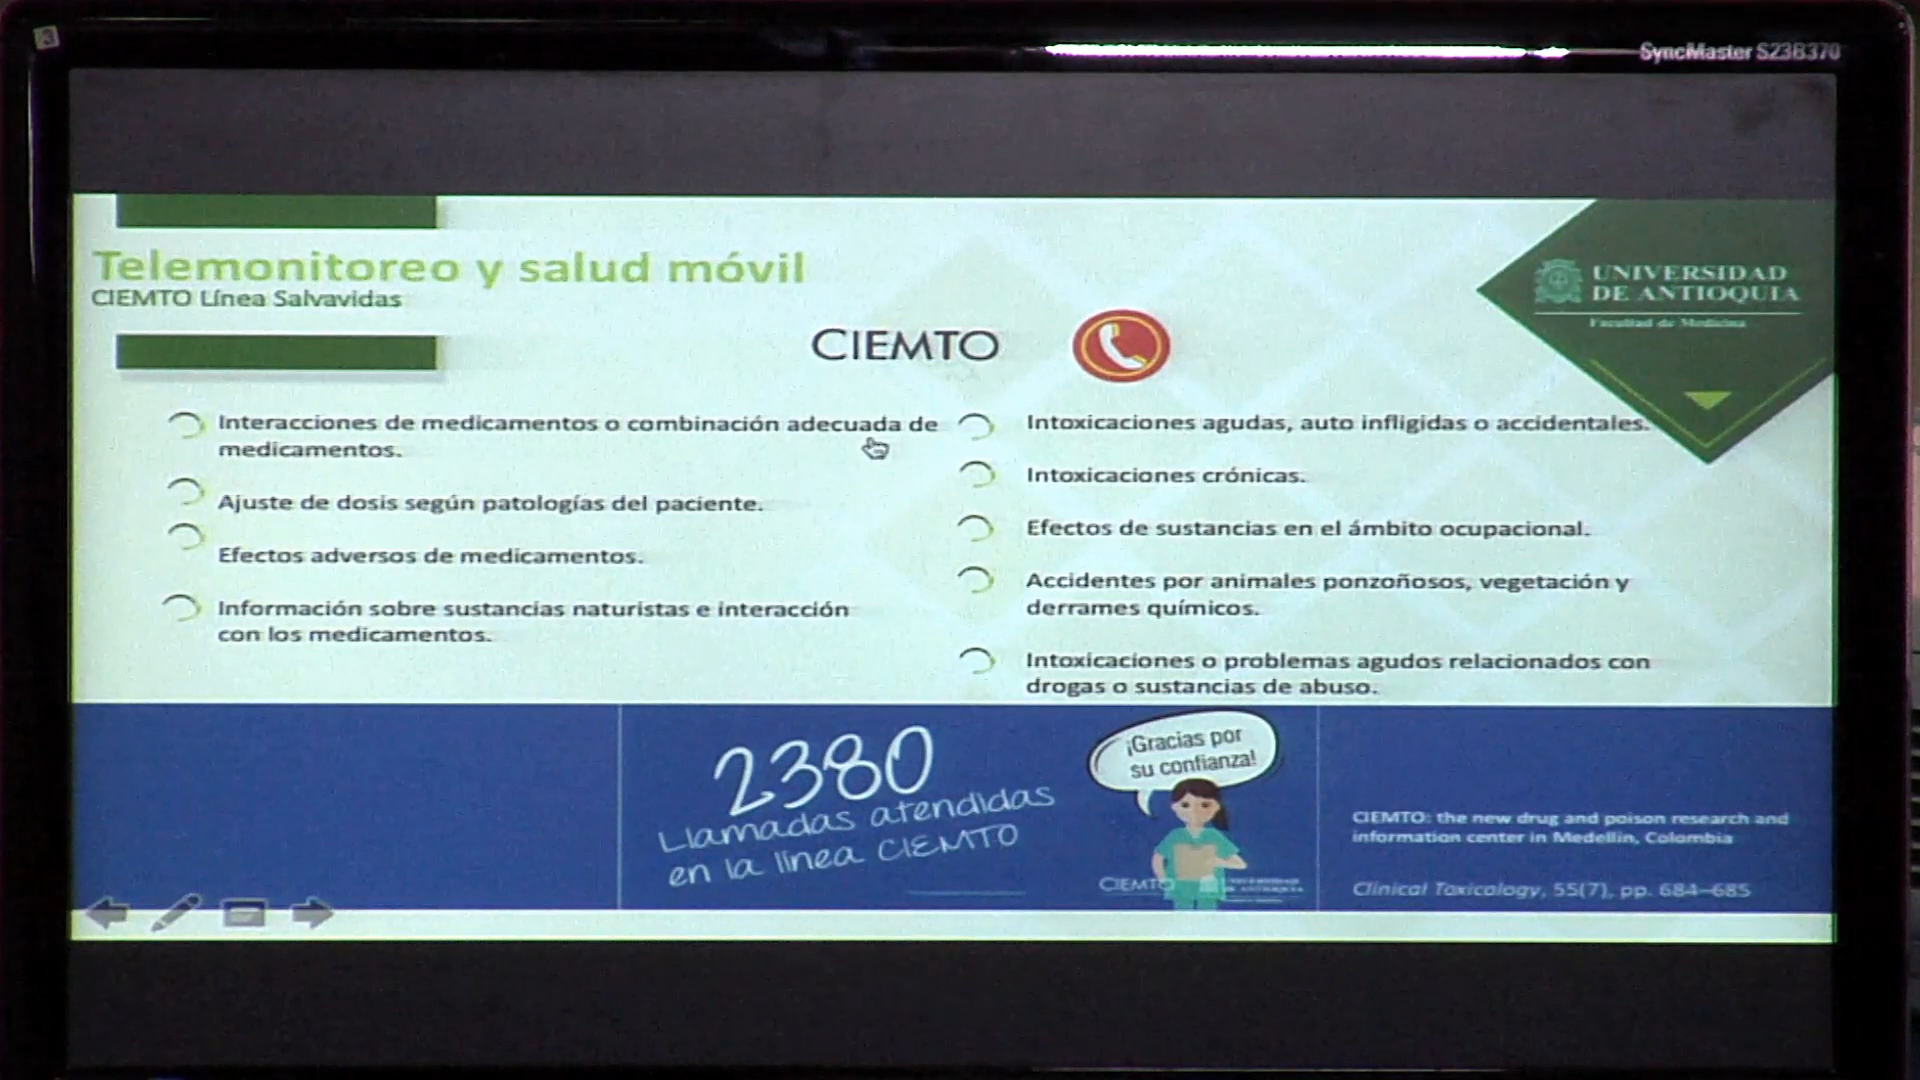 3
SyncMaster S23B370
Telemonitoreo y salud móvil
CIEMTO Línea Salvavidas
UNIVERSIDAD
DE ANTIOQUIA
Facultad de Medicina
CIEMTO
Interacciones de medicamentos o combinación adecuada de
medicamentos.
Ajuste de dosis según patologías del paciente.
Efectos adversos de medicamentos.
Información sobre sustancias naturistas e interacción
con los medicamentos.
Intoxicaciones agudas, auto infligidas o accidentales.
Intoxicaciones crónicas.
Efectos de sustancias en el ámbito ocupacional.
Accidentes por animales ponzoñosos, vegetación y
derrames químicos.
Intoxicaciones o problemas agudos relacionados con
drogas o sustancias de abuso.
2380
Llamadas atendidas
en la línea CIEMTO
¡Gracias por
su confianza!
CIEMTO
UNIVERSIDAD
DE ANTIOQUIA
CIEMTO: the new drug and poison research and
information center in Medellin, Colombia
Clinical Toxicology, 55(7), pp. 684–685